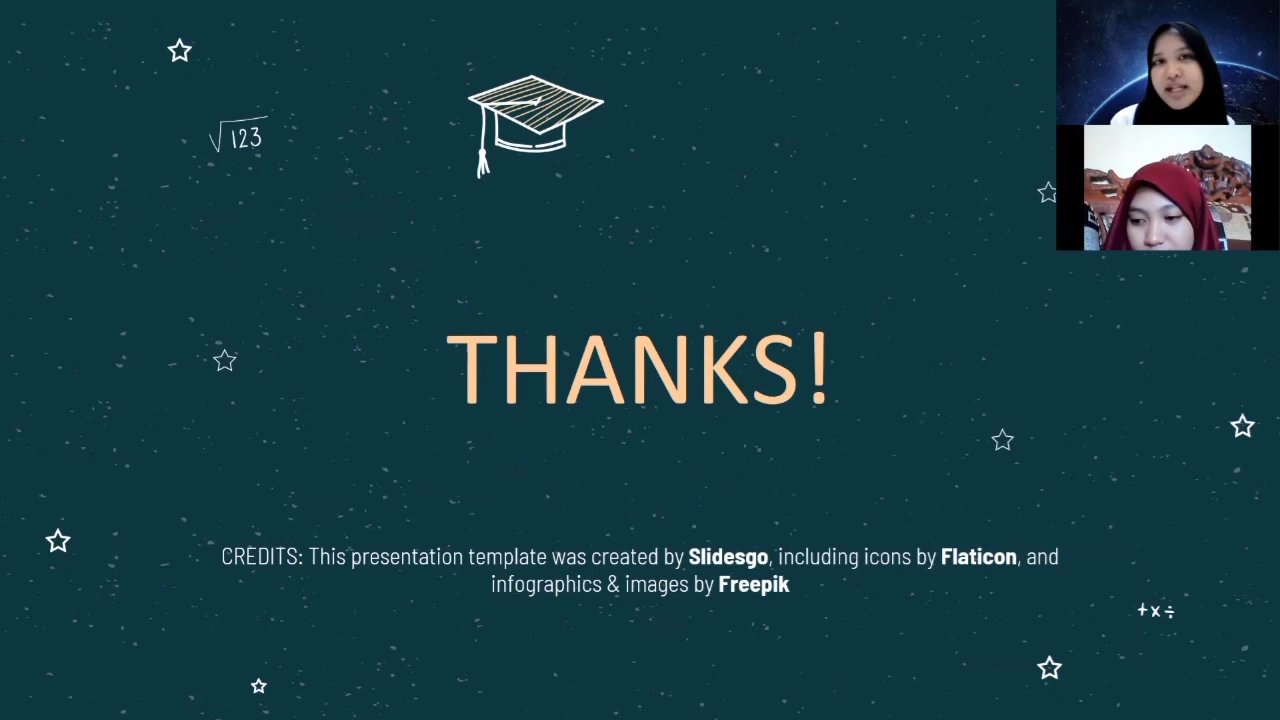 √123
THANKS!
CREDITS: This presentation template was created by Slidesgo, including icons by Flaticon, and
infographics & images by Freepik
+×÷